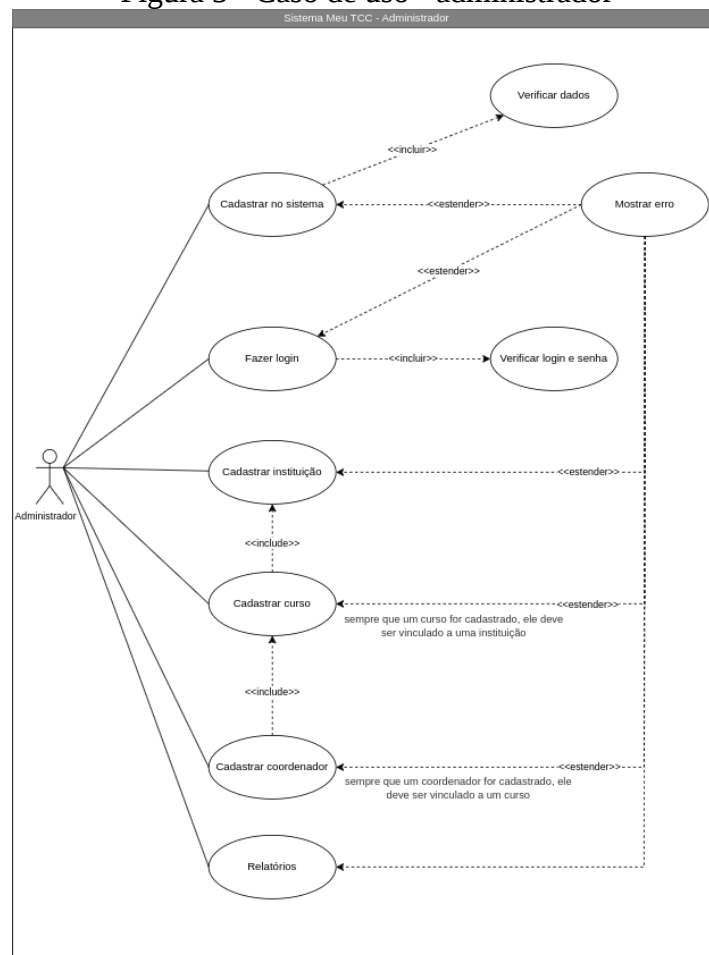 Figura 3 - Caso de uso - administrador
Sistema Meu TCC - Administrador
Verificar dados
<<incluir>>
Cadastrar no sistema
<<estender>>
Mostrar erro
<<estender>>
Fazer login
<<incluir>>
Verificar login e senha
Cadastrar instituição
<<estender>>
Administrador
<<include>>
Cadastrar curso
<<estender>>
sempre que um curso for cadastrado, ele deve
ser vinculado a uma instituição
<<include>>
Cadastrar coordenador
<<estender>>
sempre que um coordenador for cadastrado, ele
deve ser vinculado a um curso
Relatórios